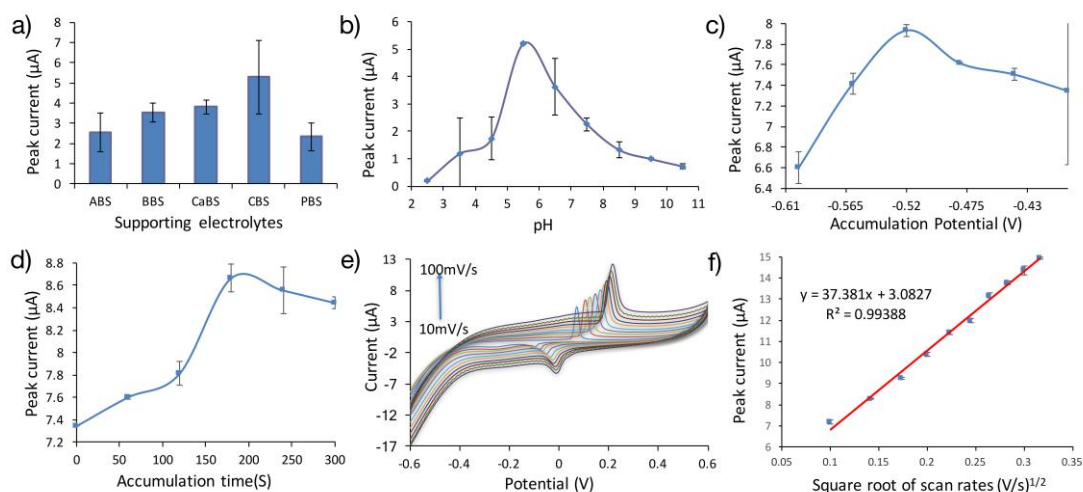 a)
Peak current (µA)
8
7
6
5
4
3
2
1
0
ABS BBS CaBS CBS PBS
Supporting electrolytes
b)
Peak current (µA)
6
5
4
3
2
1
0
2 3 4 5 6 7 8 9 10 11
pH
c)
Peak current (µA)
8
7.6
7.2
6.8
6.4
-0.61 -0.565 -0.52 -0.475 -0.43
Accumulation Potential (V)
d)
Peak current (µA)
8.8
8.6
8.4
8.2
8
7.8
7.6
7.4
7.2
0 50 100 150 200 250 300
Accumulation time(S)
e)
Current (µA)
13
8
3
-2
-7
-12
-17
100mV/s
10mV/s
-0.6 -0.4 -0.2 0 0.2 0.4 0.6
Potential (V)
f)
Peak current (µA)
15
14
13
12
11
10
9
8
7
6
y = 37.381x + 3.0827
R² = 0.99388
0.05 0.1 0.15 0.2 0.25 0.3 0.35
Square root of scan rates (V/s)¹/²